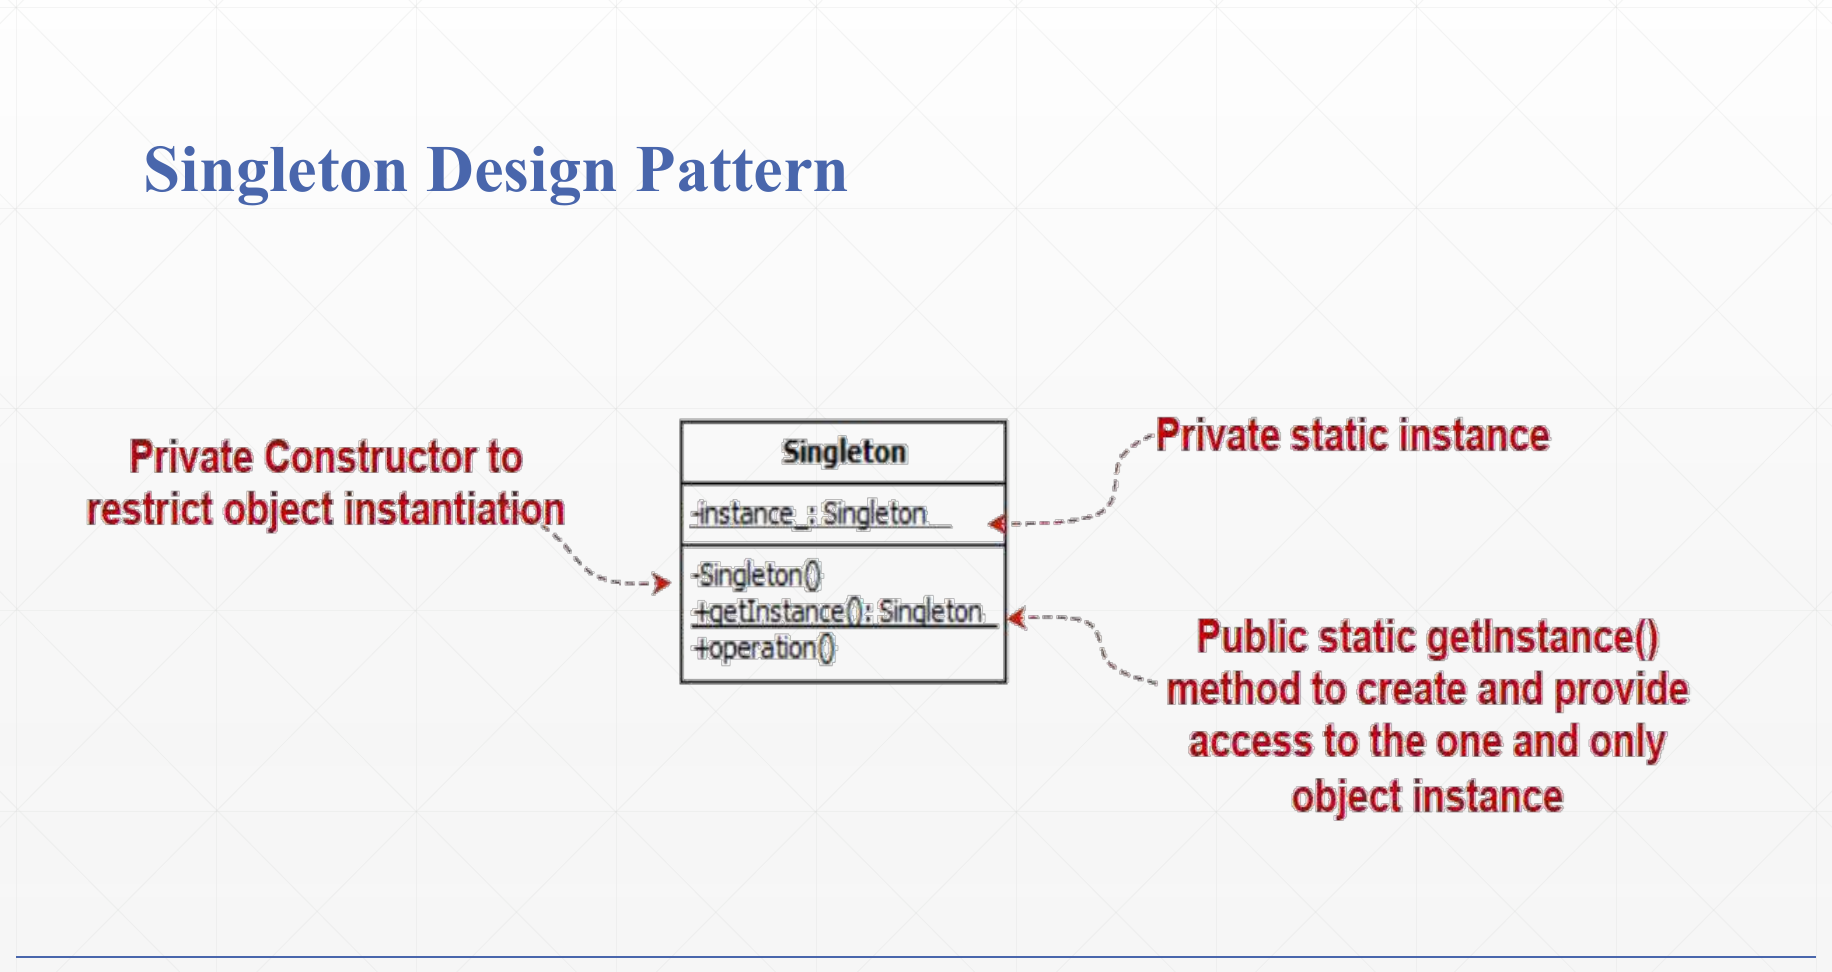 Singleton Design Pattern
Private Constructor to
restrict object instantiation
Singleton
-instance_: Singleton
-Singleton()
+getInstance(): Singleton
+operation()
Private static instance
Public static getInstance()
method to create and provide
access to the one and only
object instance